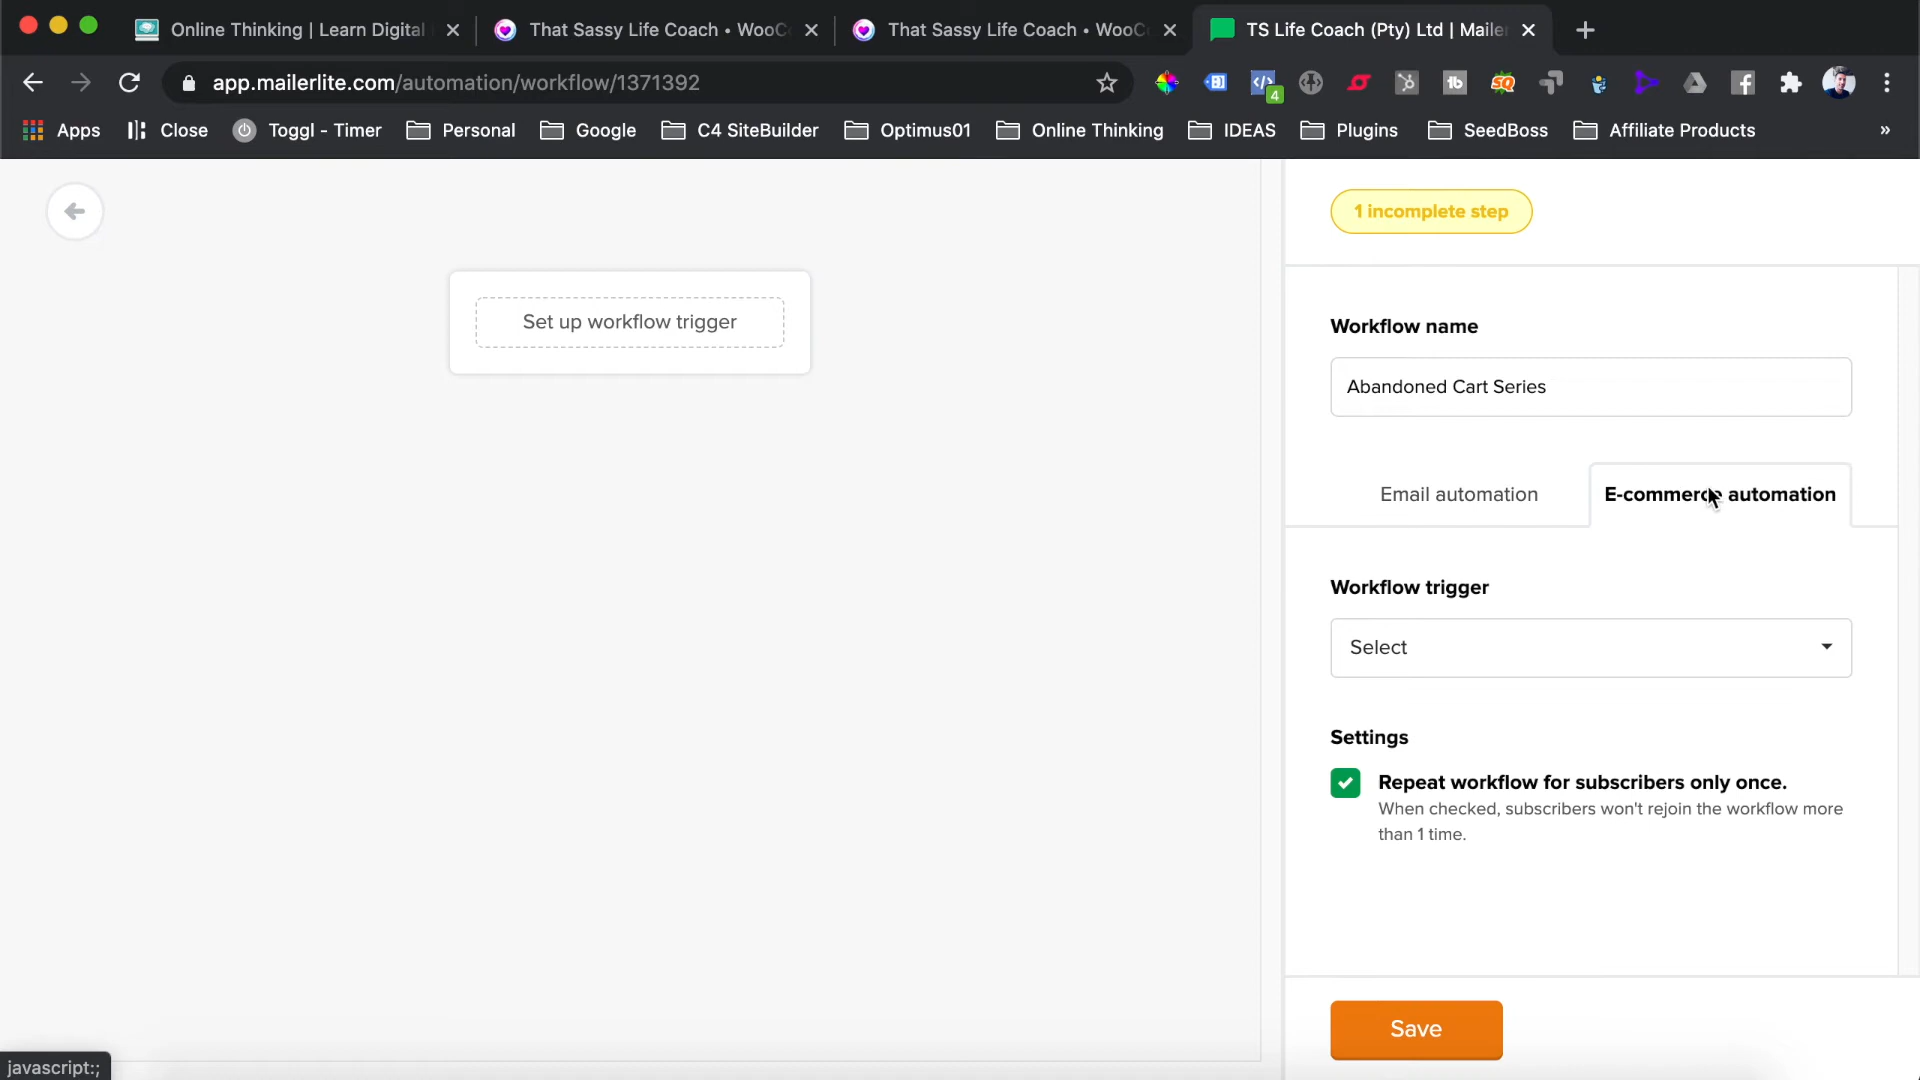 Online Thinking | Learn Digital
That Sassy Life Coach • WooC
That Sassy Life Coach • WooC
TS Life Coach (Pty) Ltd | Mailer
app.mailerlite.com/automation/workflow/1371392
4
Apps
Close
Toggl - Timer
Personal
Google
C4 SiteBuilder
Optimus01
Online Thinking
IDEAS
Plugins
SeedBoss
Affiliate Products
»
1 incomplete step
Set up workflow trigger
Workflow name
Abandoned Cart Series
Email automation
E-commerce automation
Workflow trigger
Select
Settings
Repeat workflow for subscribers only once.
When checked, subscribers won't rejoin the workflow more
than 1 time.
Save
javascript:;